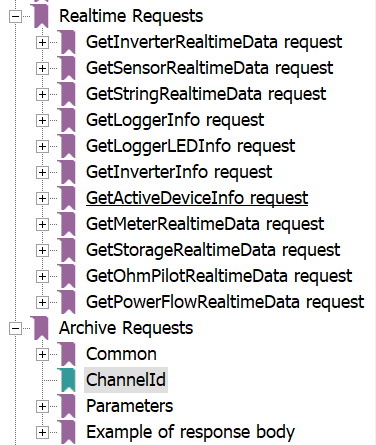 Realtime Requests
GetInverterRealtimeData request
GetSensorRealtimeData request
GetStringRealtimeData request
GetLoggerInfo request
GetLoggerLEDInfo request
GetInverterInfo request
GetActiveDeviceInfo request
GetMeterRealtimeData request
GetStorageRealtimeData request
GetOhmPilotRealtimeData request
GetPowerFlowRealtimeData request
Archive Requests
Common
ChannelId
Parameters
Example of response body